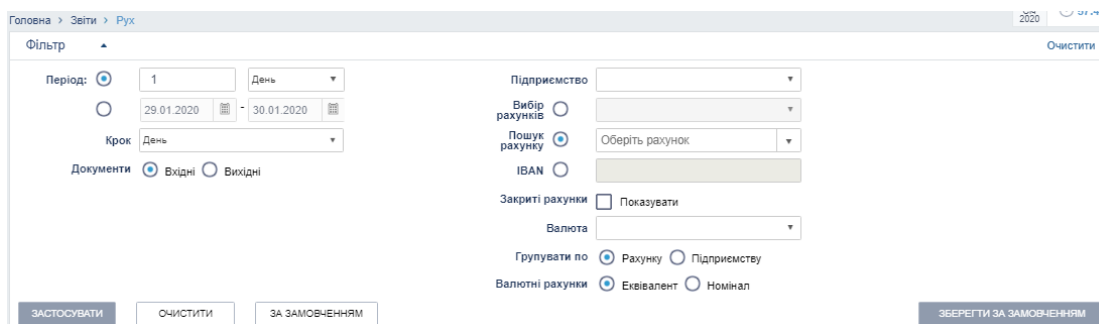 Головна > Звіти > Рух
2020
Фільтр
Очистити
Період:
1
День
Підприємство
29.01.2020 - 30.01.2020
Вибір рахунків
Крок
День
Пошук рахунку
Оберіть рахунок
Документи
Вхідні
Вихідні
IBAN
Закриті рахунки
Показувати
Валюта
Групувати по
Рахунку
Підприємству
Валютні рахунки
Еквівалент
Номінал
ЗАСТОСУВАТИ
ОЧИСТИТИ
ЗА ЗАМОВЧЕННЯМ
ЗБЕРЕГТИ ЗА ЗАМОВЧЕННЯМ